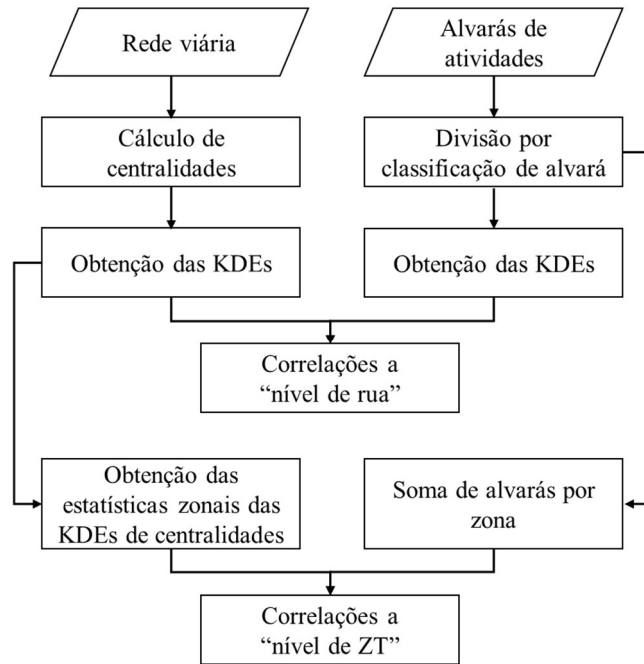 Rede viária
Alvarás de
atividades
Cálculo de
centralidades
Divisão por
classificação de alvará
Obtenção das KDEs
Obtenção das KDEs
Correlações a
“nível de rua”
Obtenção das
estatísticas zonais das
KDEs de centralidades
Soma de alvarás por
zona
Correlações a
“nível de ZT”